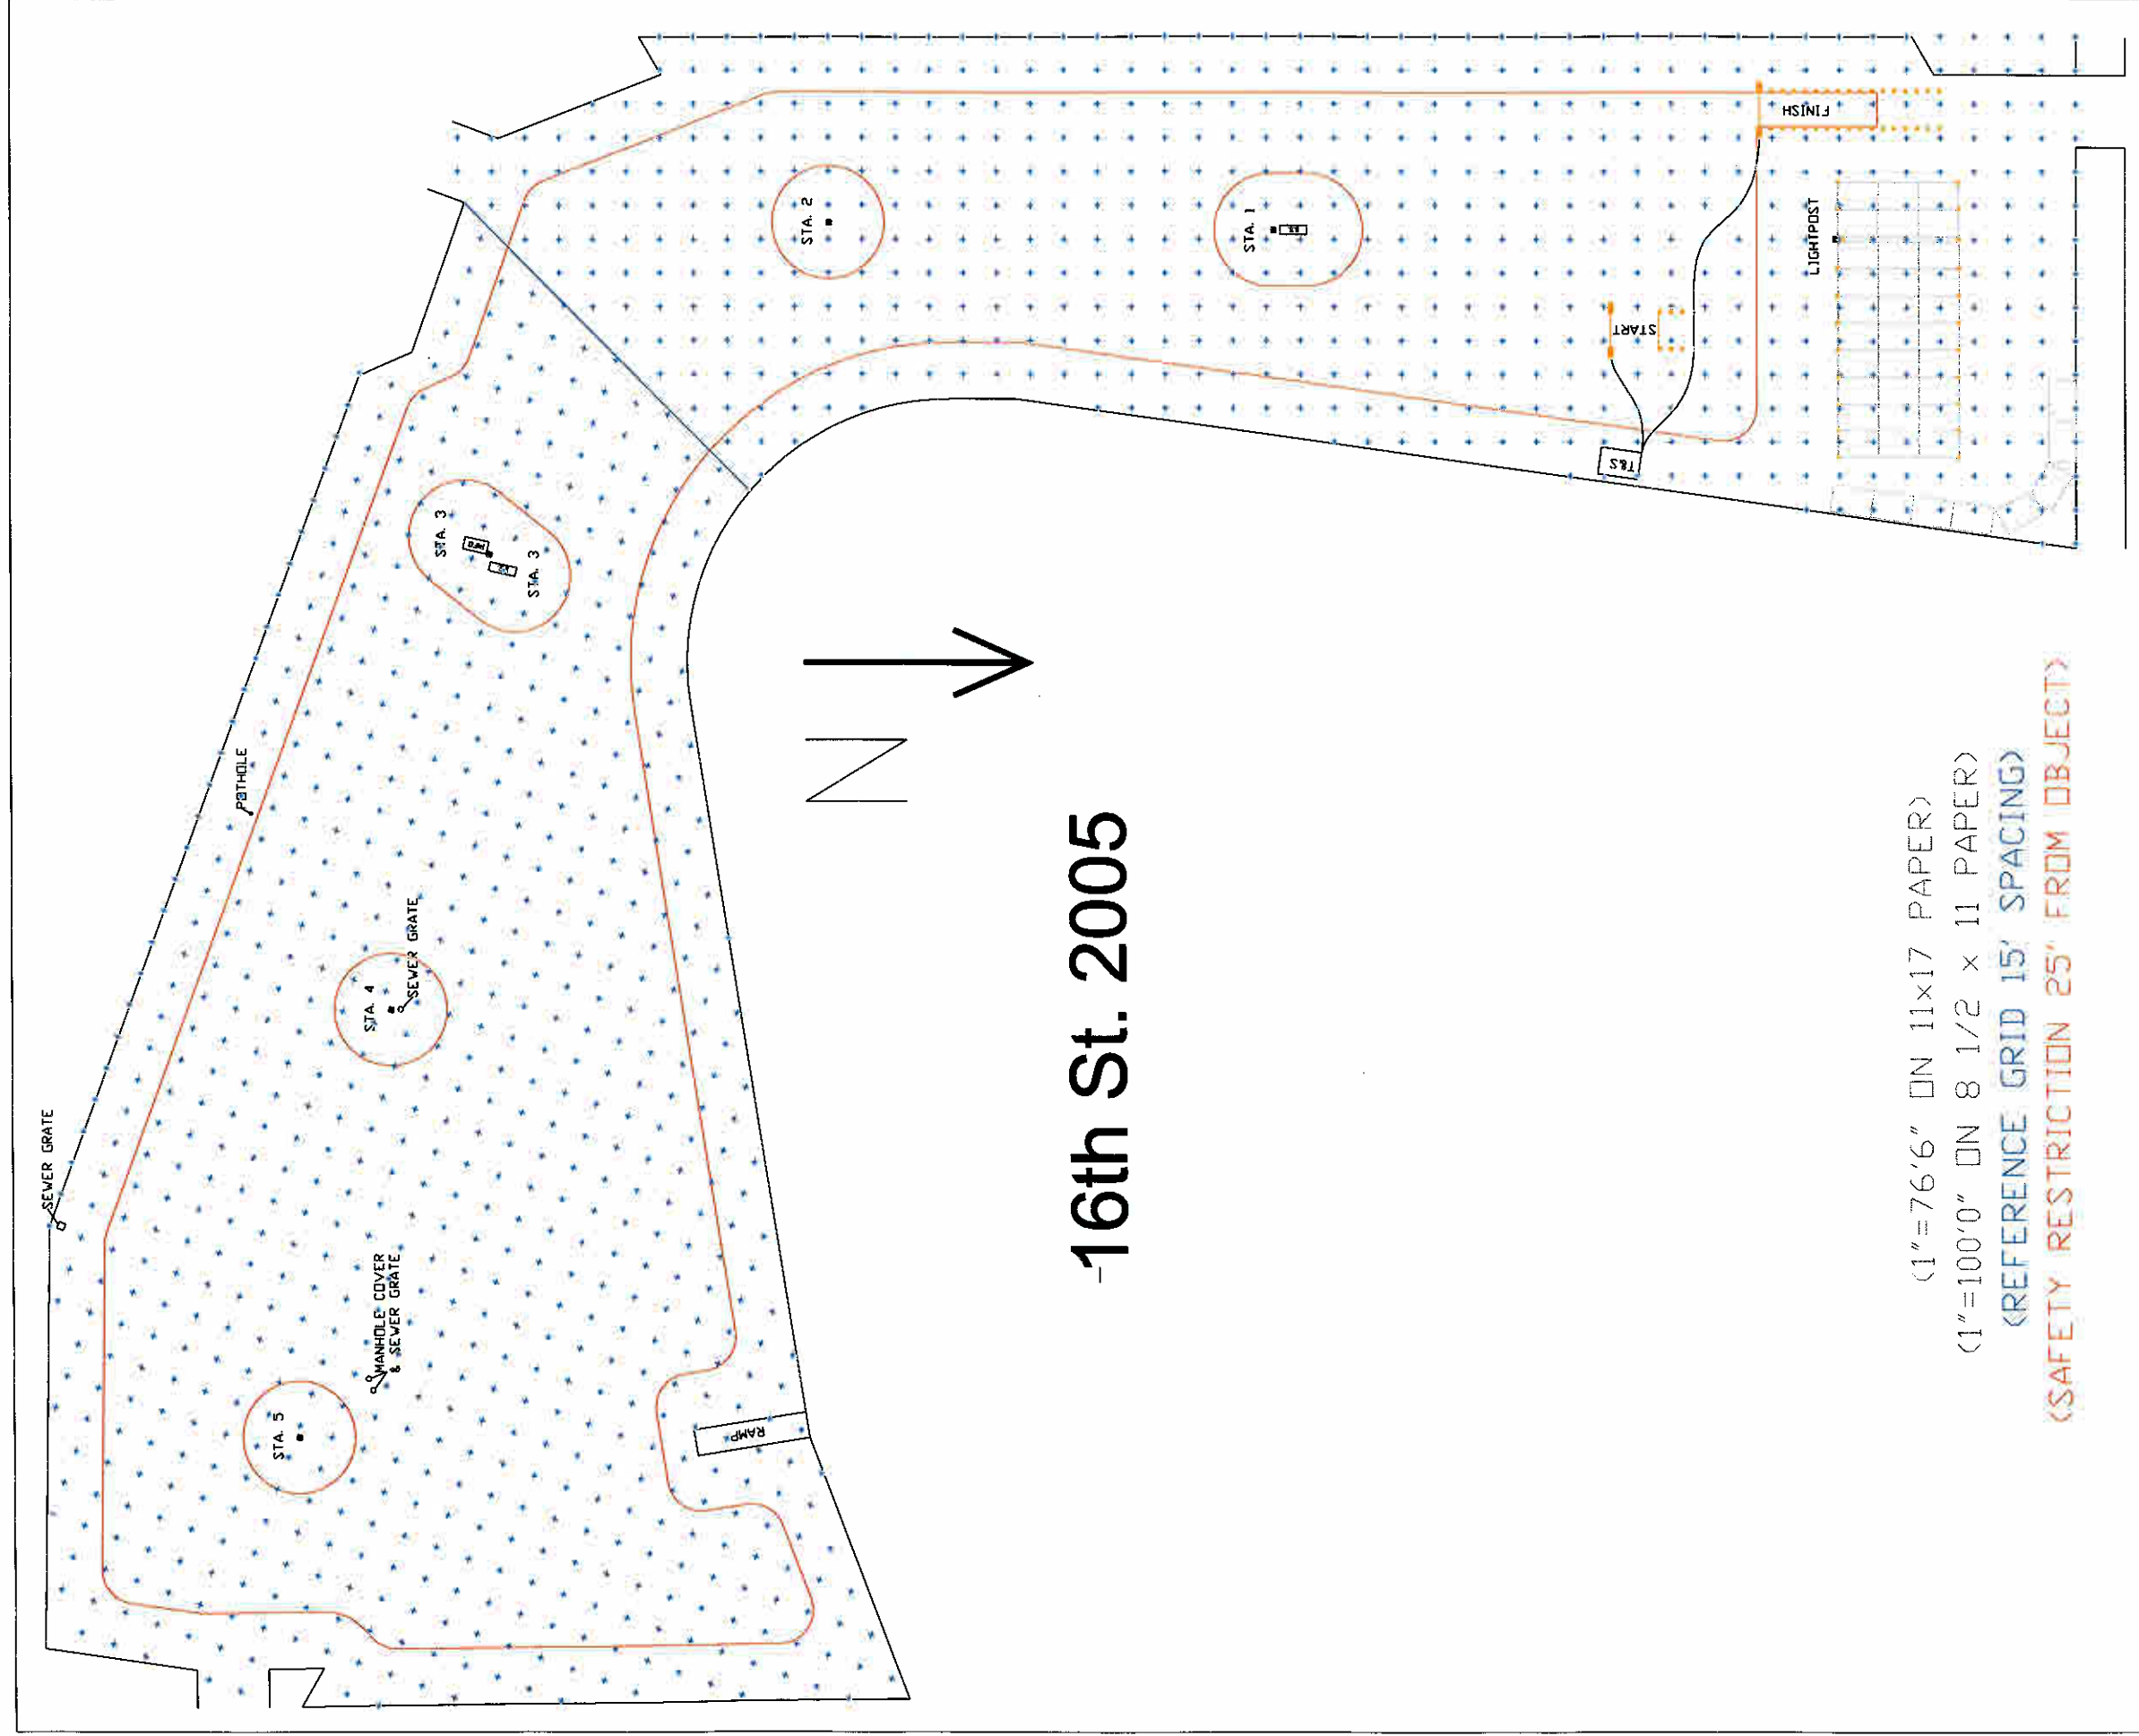 SEWER GRATE
POTHOLE
STA. 3
STA. 3
STA. 2
STA. 1
FINISH
START
LIGHTPOST
T&S
STA. 4
SEWER GRATE
N
STA. 5
MANHOLE COVER
& SEWER GRATE
RAMP
16th St. 2005
(1"=76'6" ON 11x17 PAPER)
(1"=100'0" ON 8 1/2 x 11 PAPER)
(REFERENCE GRID 15' SPACING)
(SAFETY RESTRICTION 25' FROM OBJECT)